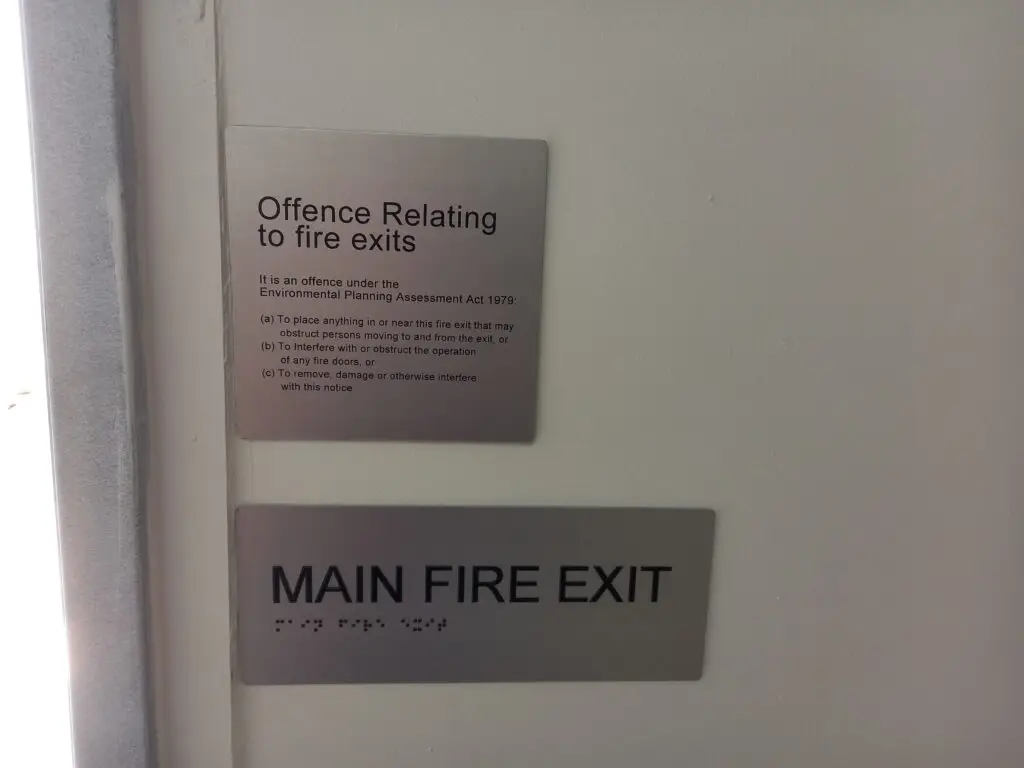 Offence Relating
to fire exits
It is an offence under the
Environmental Planning Assessment Act 1979:
(a) To place anything in or near this fire exit that may
obstruct persons moving to and from the exit, or
(b) To Interfere with or obstruct the operation
of any fire doors, or
(c) To remove, damage or otherwise interfere
with this notice
MAIN FIRE EXIT
⠍⠁⠊⠝ ⠋⠊⠗⠑ ⠑⠭⠊⠞